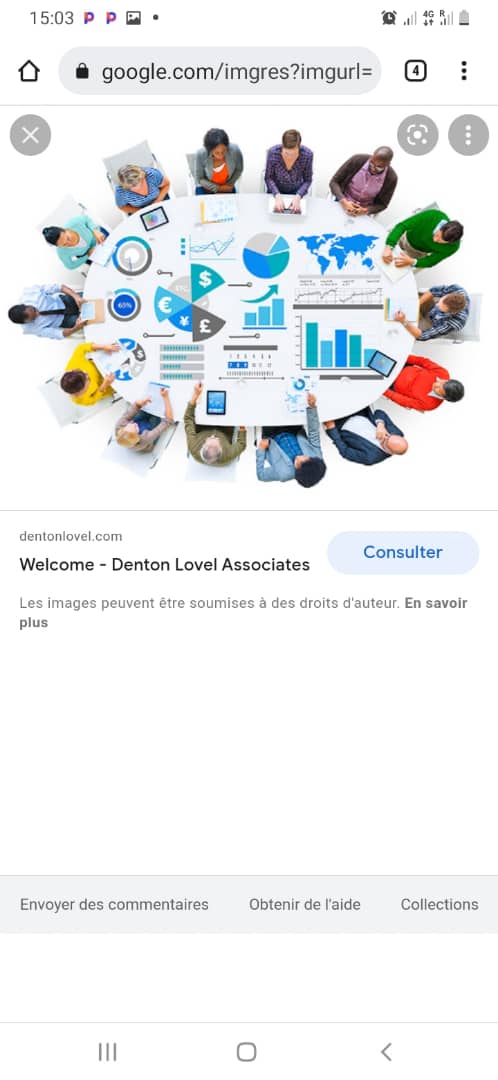 15:03
4G R
google.com/imgres?imgurl=
4
$
€
¥
£
65%
dentonlovel.com
Welcome - Denton Lovel Associates
Consulter
Les images peuvent être soumises à des droits d'auteur. En savoir
plus
Envoyer des commentaires Obtenir de l'aide Collections